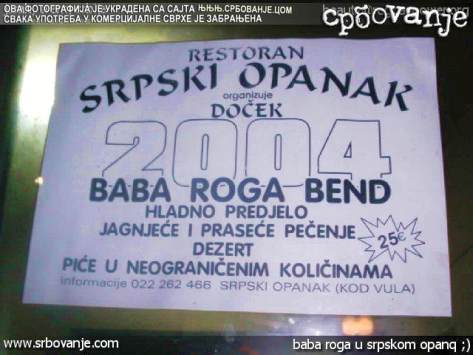 ОВА ФОТОГРАФИЈА ЈЕ УКРАДЕНА СА САЈТА ЊЊЊ.СРБОВАЊЕ.ЦОМ
СВАКА УПОТРЕБА У КОМЕРЦИЈАЛНЕ СВРХЕ ЈЕ ЗАБРАЊЕНА
србовање
RESTORAN
SRPSKI OPANAK
organizuje
DOČEK
2004
BABA ROGA BEND
HLADNO PREDJELO
JAGNJEĆE I PRASEĆE PEČENJE
25€
DEZERT
PIĆE U NEOGRANIČENIM KOLIČINAMA
informacije 022 262 466 SRPSKI OPANAK (KOD VULA)
www.srbovanje.com
baba roga u srpskom opanq ;)